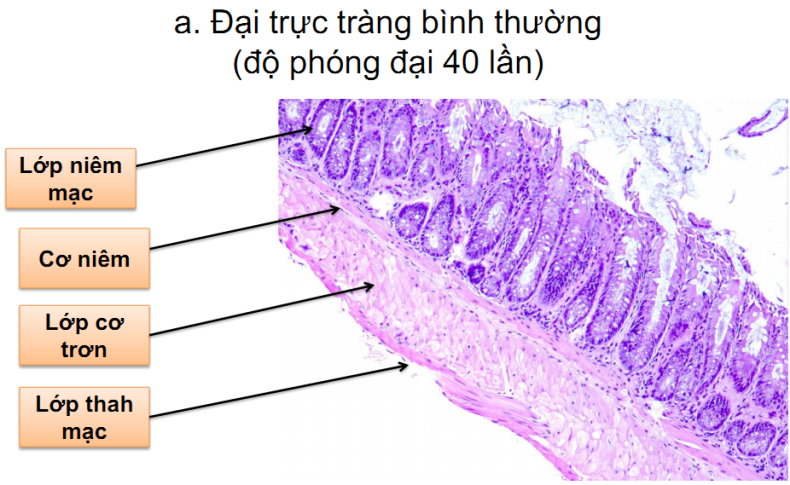 a. Đại trực tràng bình thường
(độ phóng đại 40 lần)
Lớp niêm
mạc
Cơ niêm
Lớp cơ
trơn
Lớp thah
mạc